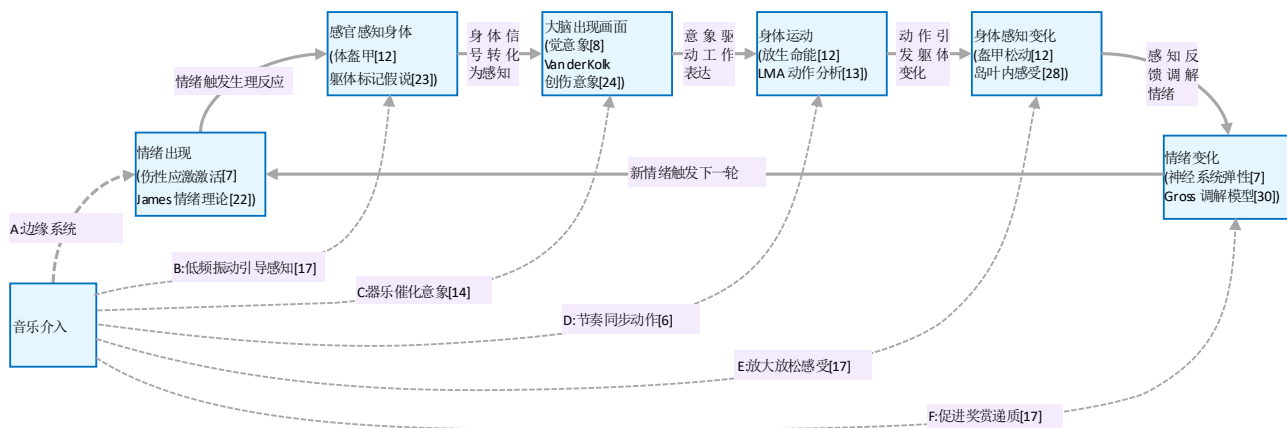 感官感知身体
(体盔甲[12]
躯体标记假说[23])
身体信
号转化
为感知
大脑出现画面
(觉意象[8]
Van der Kolk
创伤意象[24])
意象驱
动工作
表达
身体运动
(放生命能[12]
LMA 动作分析[13])
动作引
发躯体
变化
身体感知变化
(盔甲松动[12]
岛叶内感受[28])
感知反
馈调解
情绪
情绪触发生理反应
情绪出现
(伤性应激激活[7]
James 情绪理论[22])
新情绪触发下一轮
情绪变化
(神经系统弹性[7]
Gross 调解模型[30])
A:边缘系统
B:低频振动引导感知[17]
C:器乐催化意象[14]
音乐介入
D:节奏同步动作[6]
E:放大放松感受[17]
F:促进奖赏递质[17]